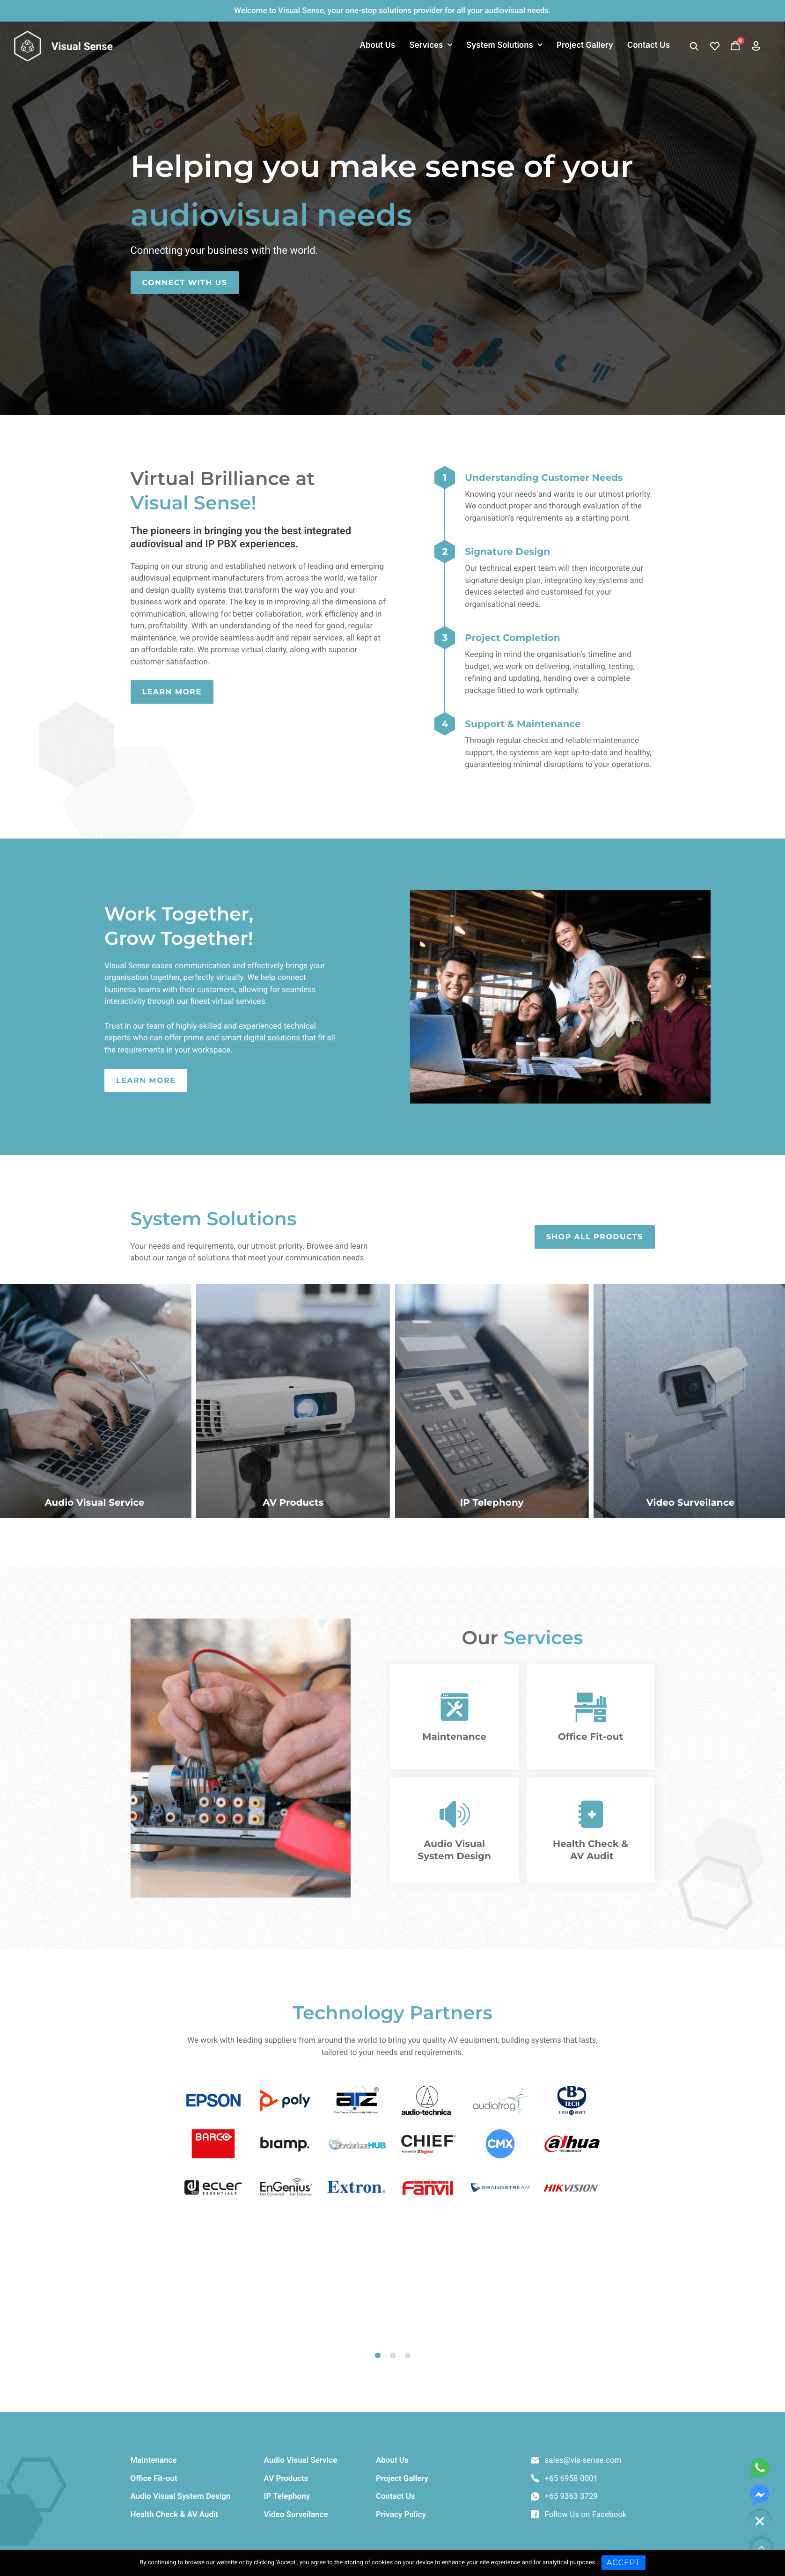 Welcome to Visual Sense, your one-stop solutions provider for all your audiovisual needs.
Visual Sense
About Us
Services
System Solutions
Project Gallery
Contact Us
0
Helping you make sense of your
audiovisual needs
Connecting your business with the world.
CONNECT WITH US
Virtual Brilliance at
Visual Sense!
The pioneers in bringing you the best integrated
audiovisual and IP PBX experiences.
Tapping on our strong and established network of leading and emerging
audiovisual equipment manufacturers from across the world, we tailor
and design quality systems that transform the way you and your
business work and operate. The key is in improving all the dimensions of
communication, allowing for better collaboration, work efficiency and in
turn, profitability. With an understanding of the need for good, regular
maintenance, we provide seamless audit and repair services, all kept at
an affordable rate. We promise virtual clarity, along with superior
customer satisfaction.
LEARN MORE
1
Understanding Customer Needs
Knowing your needs and wants is our utmost priority.
We conduct proper and thorough evaluation of the
organisation's requirements as a starting point.
2
Signature Design
Our technical expert team will then incorporate our
signature design plan, integrating key systems and
devices selected and customised for your
organisational needs.
3
Project Completion
Keeping in mind the organisation's timeline and
budget, we work on delivering, installing, testing,
refining and updating, handing over a complete
package fitted to work optimally.
4
Support & Maintenance
Through regular checks and reliable maintenance
support, the systems are kept up-to-date and healthy,
guaranteeing minimal disruptions to your operations.
Work Together,
Grow Together!
Visual Sense eases communication and effectively brings your
organisation together, perfectly virtually. We help connect
business teams with their customers, allowing for seamless
interactivity through our finest virtual services.
Trust in our team of highly-skilled and experienced technical
experts who can offer prime and smart digital solutions that fit all
the requirements in your workspace.
LEARN MORE
System Solutions
Your needs and requirements, our utmost priority. Browse and learn
about our range of solutions that meet your communication needs.
SHOP ALL PRODUCTS
Audio Visual Service
AV Products
IP Telephony
Video Surveilance
Our Services
Maintenance
Office Fit-out
Audio Visual
System Design
Health Check &
AV Audit
Technology Partners
We work with leading suppliers from around the world to bring you quality AV equipment, building systems that lasts,
tailored to your needs and requirements.
EPSON
poly
ATZ
audio-technica
audiofrog
B TECH
BARCO
biamp.
BorderlessHUB
CHIEF
CMX
alhua
TECHNOLOGY
ecler
ESSENTIALS
EnGenius
Extron
Fanvil
GRANDSTREAM
HIKVISION
Maintenance
Office Fit-out
Audio Visual System Design
Health Check & AV Audit
Audio Visual Service
AV Products
IP Telephony
Video Surveilance
About Us
Project Gallery
Contact Us
Privacy Policy
sales@vis-sense.com
+65 6958 0001
+65 9363 3729
Follow Us on Facebook
By continuing to browse our website or by clicking 'Accept', you agree to the storing of cookies on your device to enhance your site experience and for analytical purposes.
ACCEPT